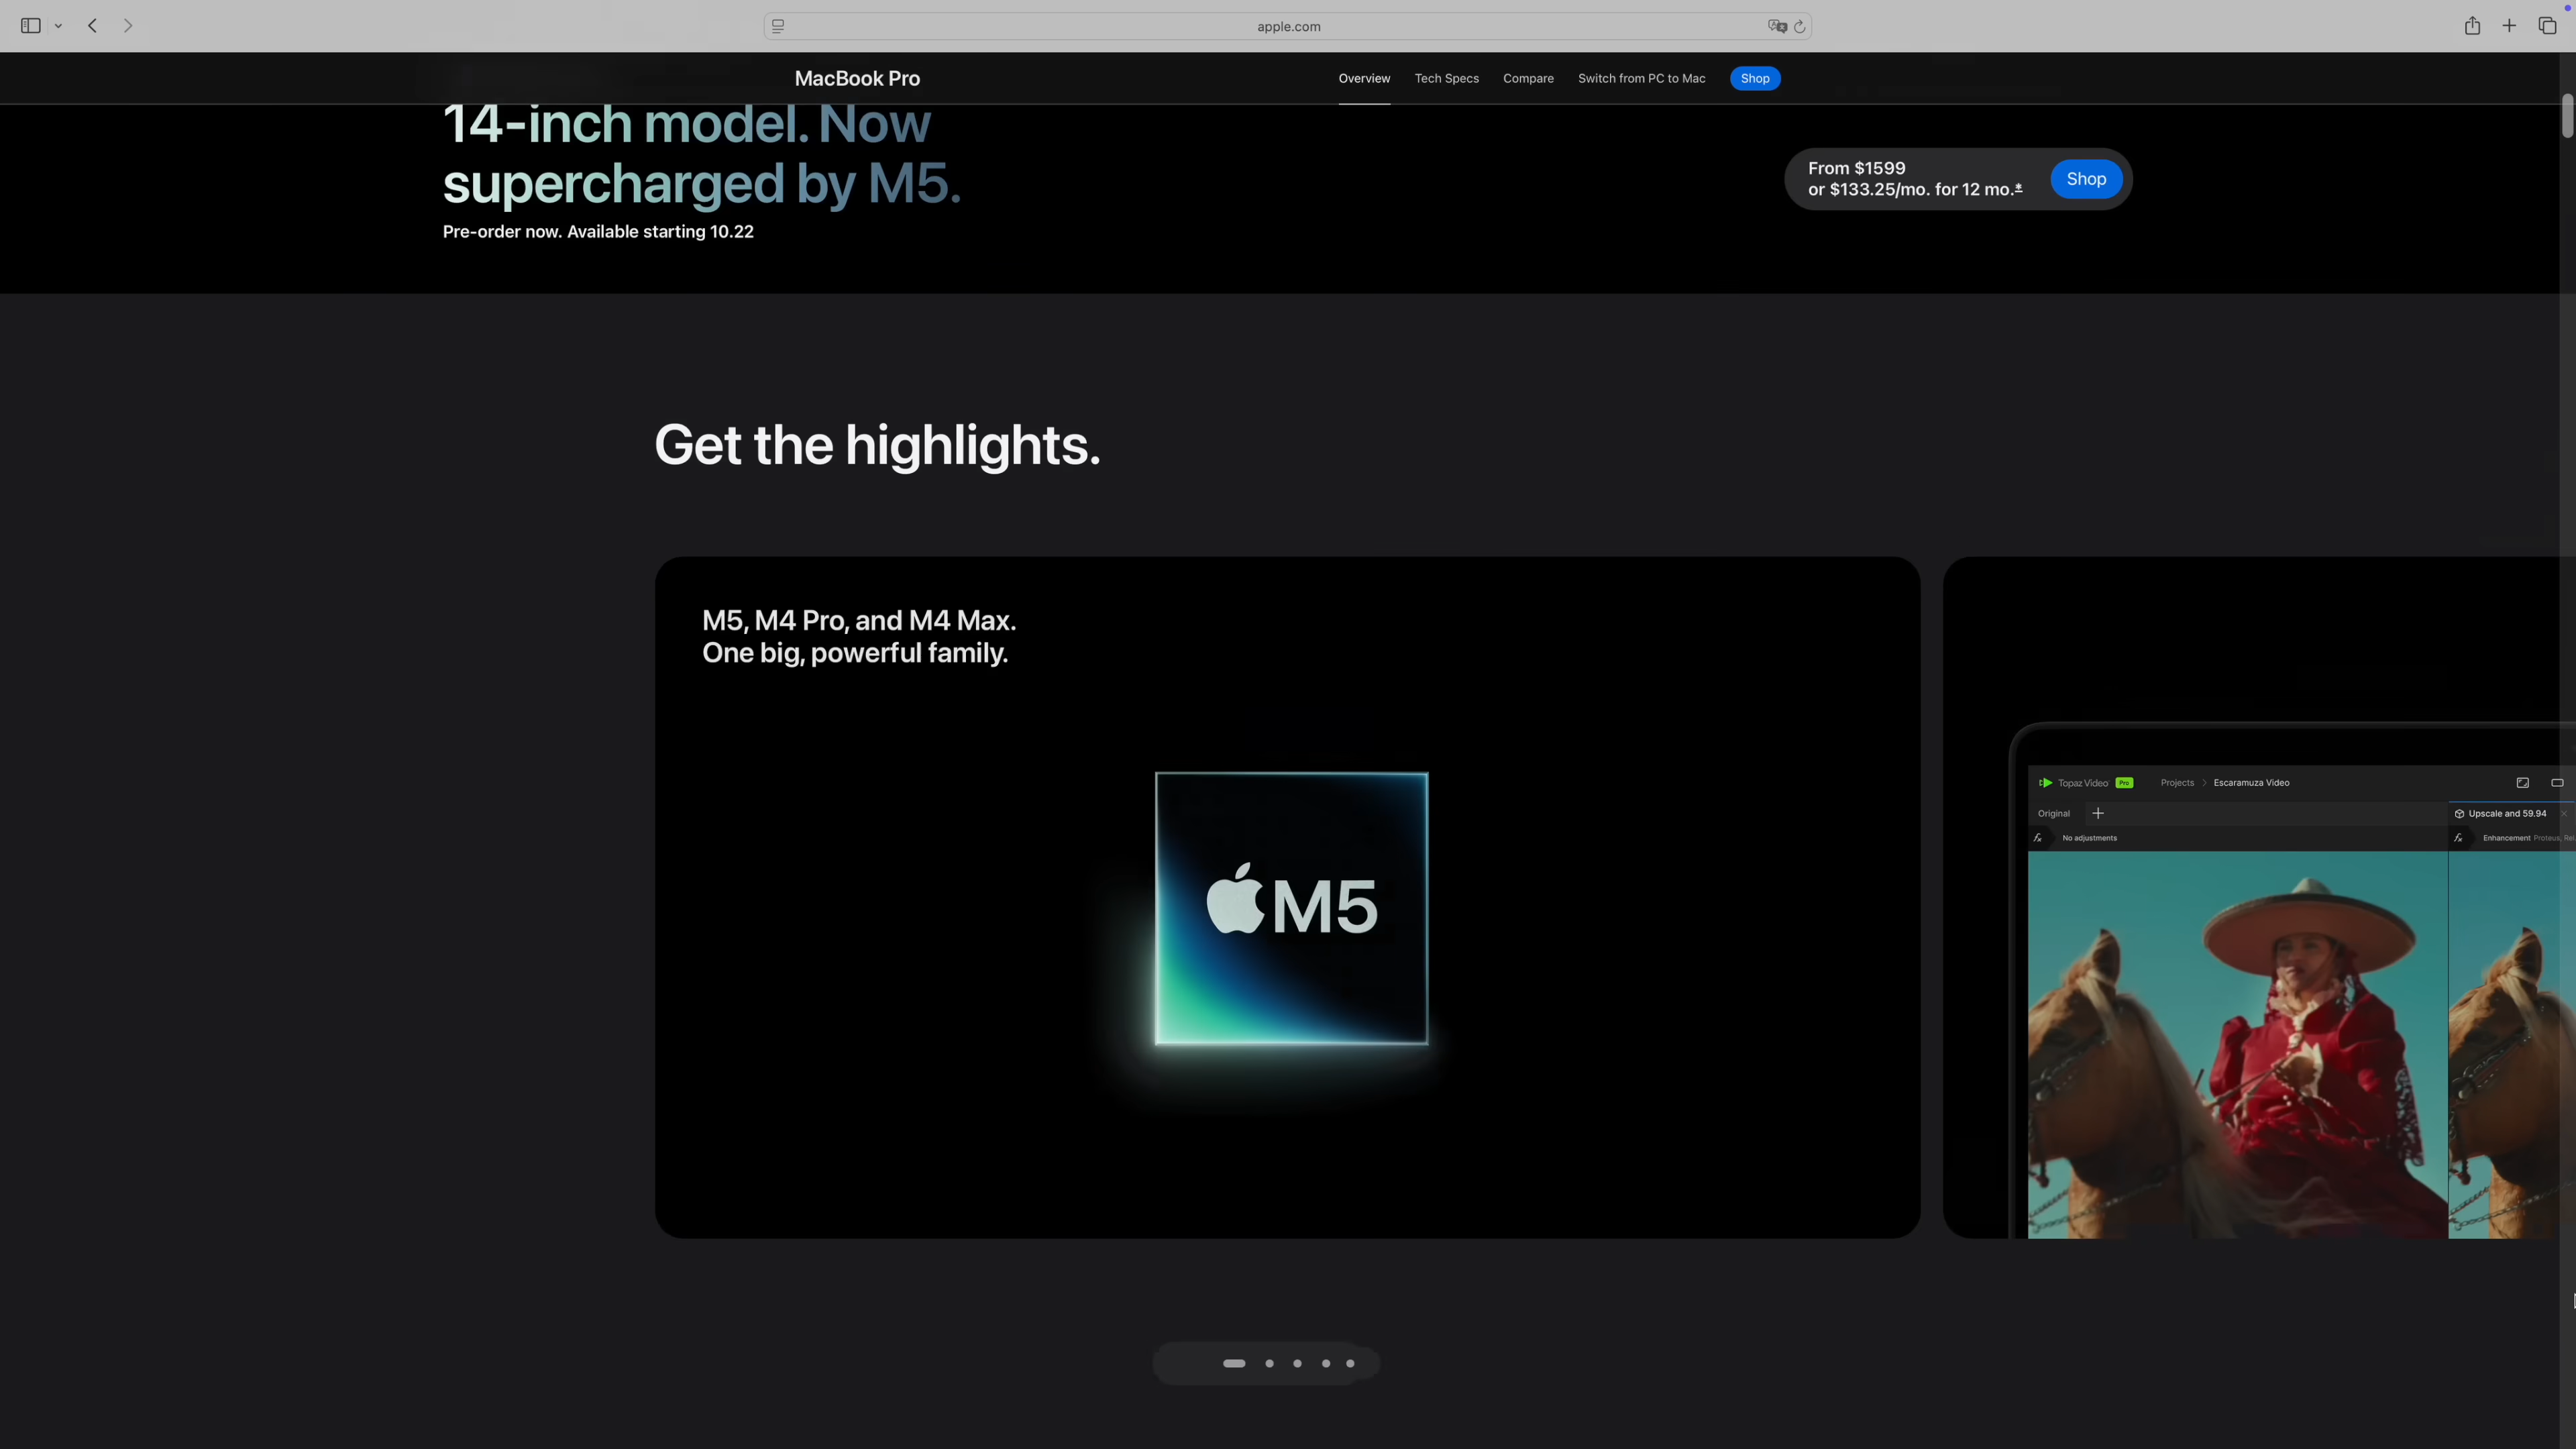 apple.com
MacBook Pro
Overview
Tech Specs
Compare
Switch from PC to Mac
Shop
14-inch model. Now
supercharged by M5.
Pre-order now. Available starting 10.22
From $1599
or $133.25/mo. for 12 mo.*
Shop
Get the highlights.
M5, M4 Pro, and M4 Max.
One big, powerful family.
M5
Topaz Video Pro
Projects > Escaramuza Video
Original +
Upscale and 59.94
No adjustments
Enhancement Proteus,